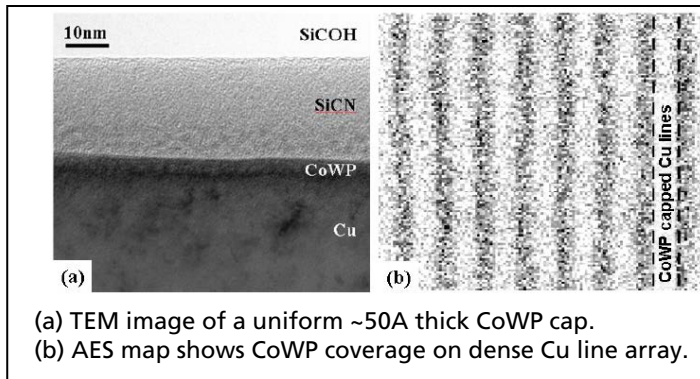 10nm
SiCOH
SiCN
CoWP
Cu
(a)
CoWP capped Cu lines
(b)
(a) TEM image of a uniform ~50A thick CoWP cap.
(b) AES map shows CoWP coverage on dense Cu line array.